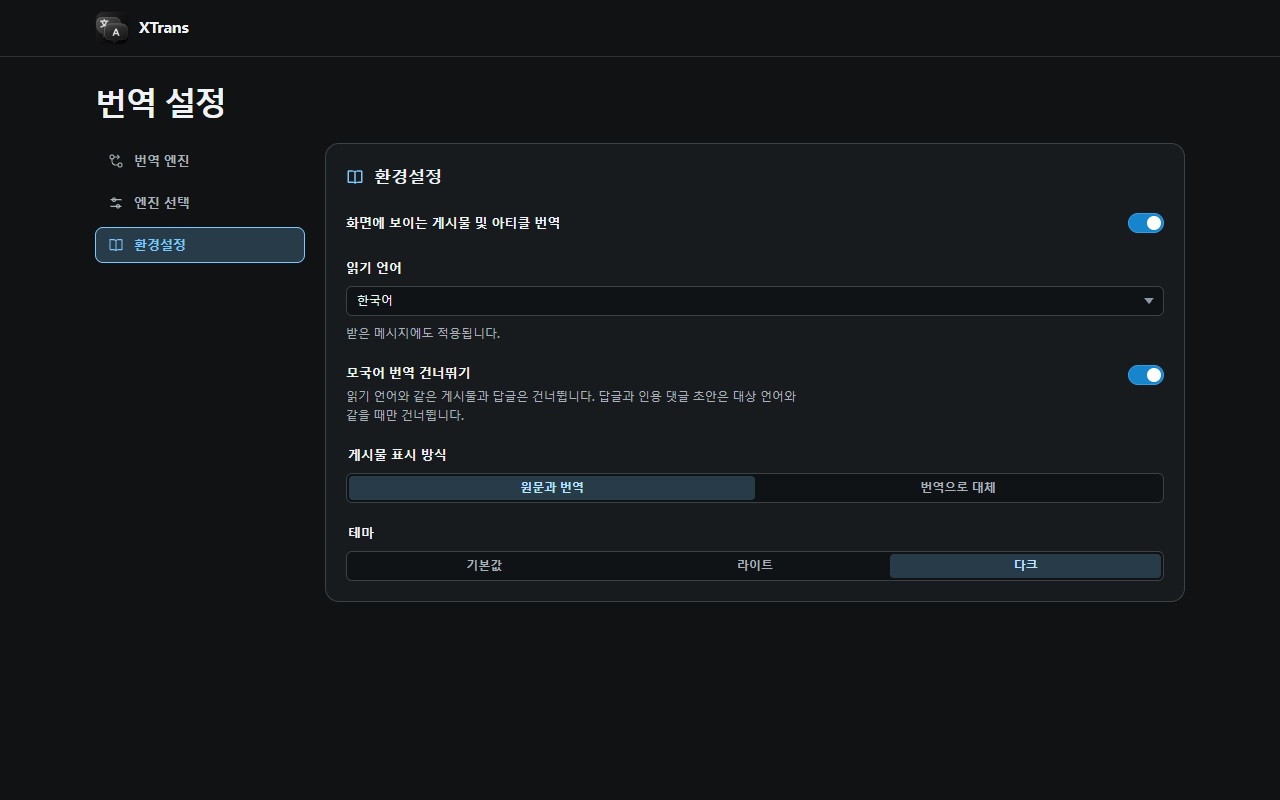 XTrans
번역 설정
번역 엔진
엔진 선택
환경설정
환경설정
화면에 보이는 게시물 및 아티클 번역
읽기 언어
한국어
받은 메시지에도 적용됩니다.
모국어 번역 건너뛰기
읽기 언어와 같은 게시물과 답글은 건너뜁니다. 답글과 인용 댓글 초안은 대상 언어와
같을 때만 건너뜁니다.
게시물 표시 방식
원문과 번역
번역으로 대체
테마
기본값
라이트
다크